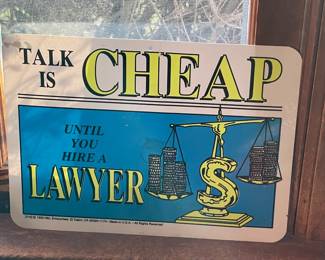 TALK
IS
CHEAP
UNTIL
YOU
HIRE A
LAWYER
$